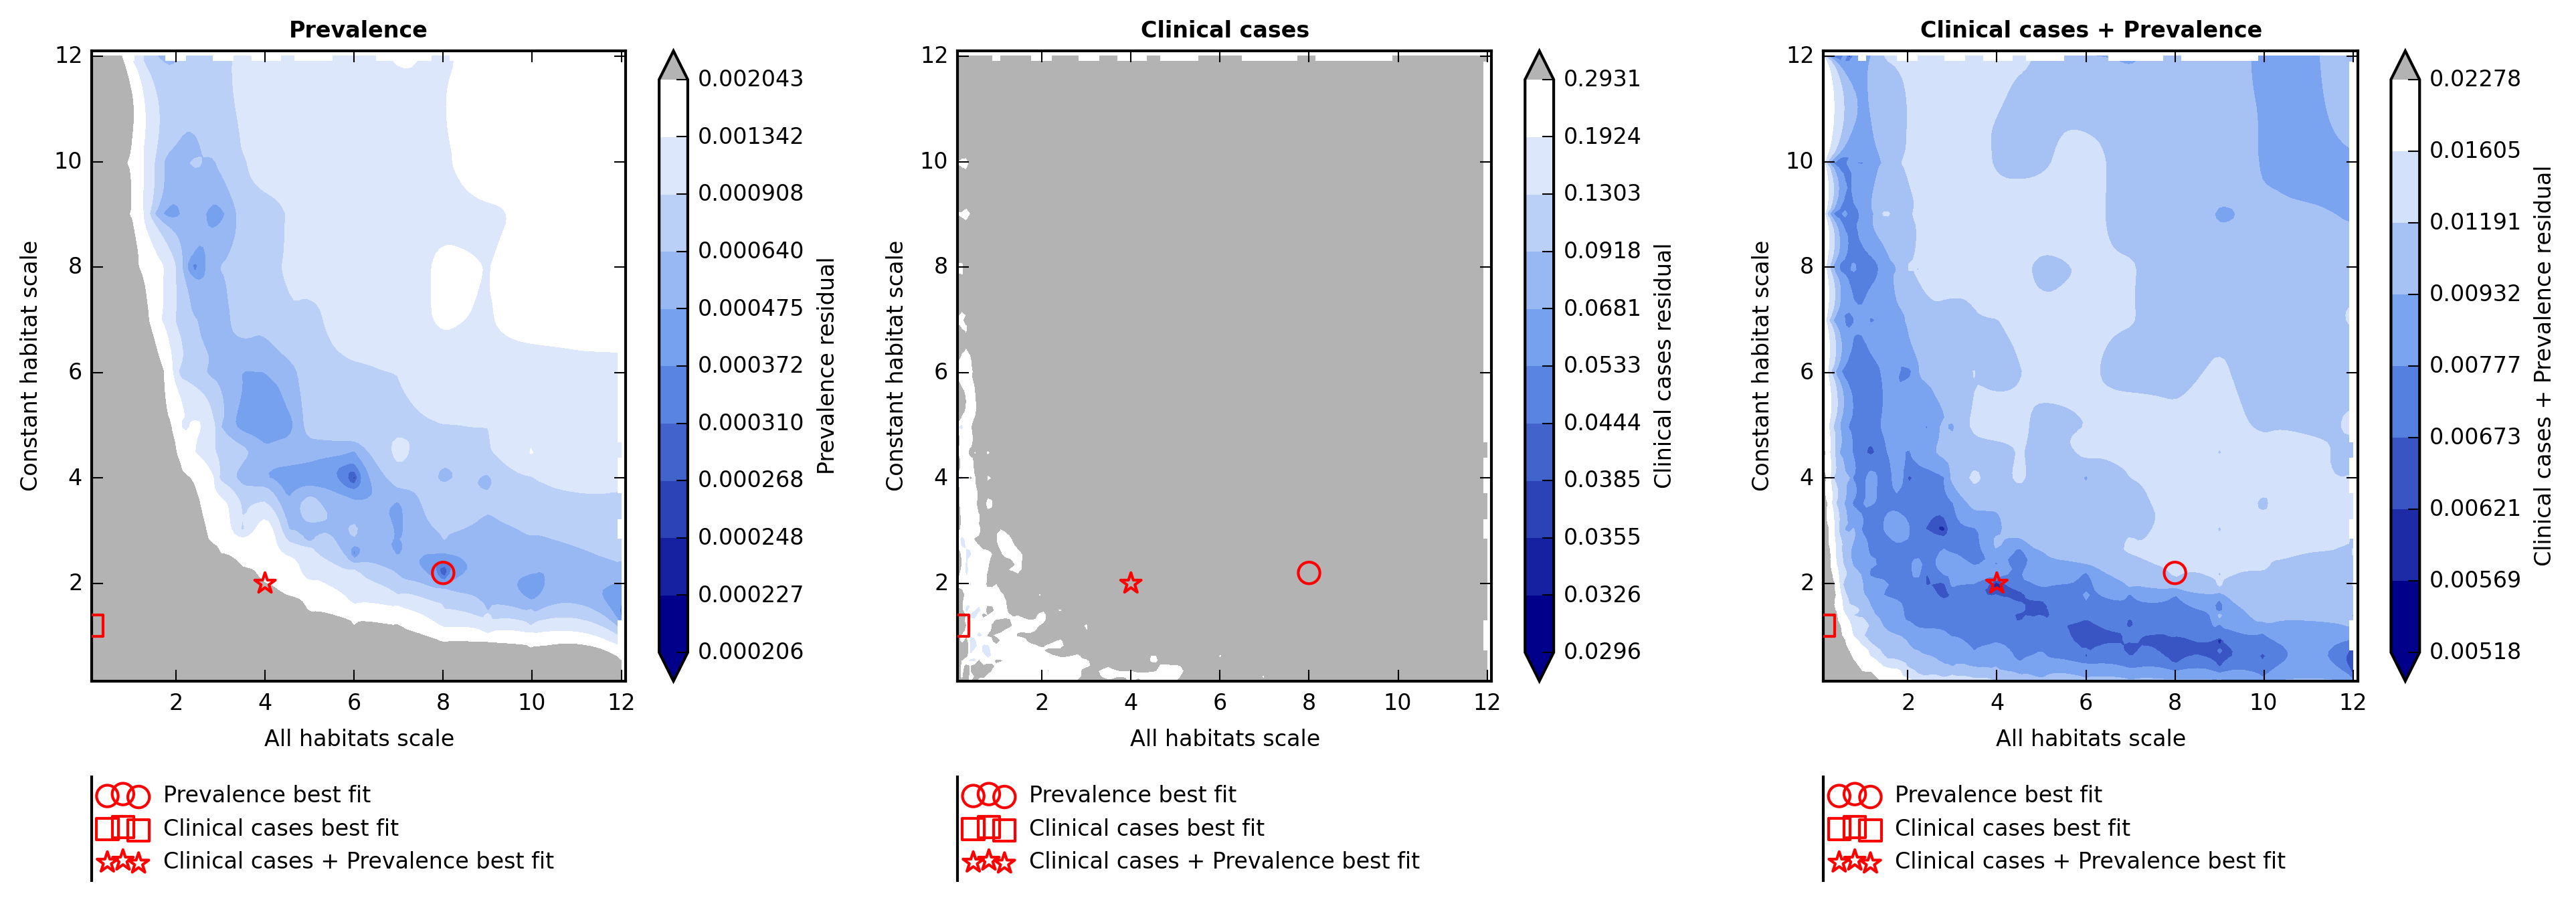 Prevalence
12
10
8
6
4
2
Constant habitat scale
2 4 6 8 10 12
All habitats scale
0.002043
0.001342
0.000908
0.000640
0.000475
0.000372
0.000310
0.000268
0.000248
0.000227
0.000206
Prevalence residual
Prevalence best fit
Clinical cases best fit
Clinical cases + Prevalence best fit
Clinical cases
12
10
8
6
4
2
Constant habitat scale
2 4 6 8 10 12
All habitats scale
0.2931
0.1924
0.1303
0.0918
0.0681
0.0533
0.0444
0.0385
0.0355
0.0326
0.0296
Clinical cases residual
Prevalence best fit
Clinical cases best fit
Clinical cases + Prevalence best fit
Clinical cases + Prevalence
12
10
8
6
4
2
Constant habitat scale
2 4 6 8 10 12
All habitats scale
0.02278
0.01605
0.01191
0.00932
0.00777
0.00673
0.00621
0.00569
0.00518
Clinical cases + Prevalence residual
Prevalence best fit
Clinical cases best fit
Clinical cases + Prevalence best fit